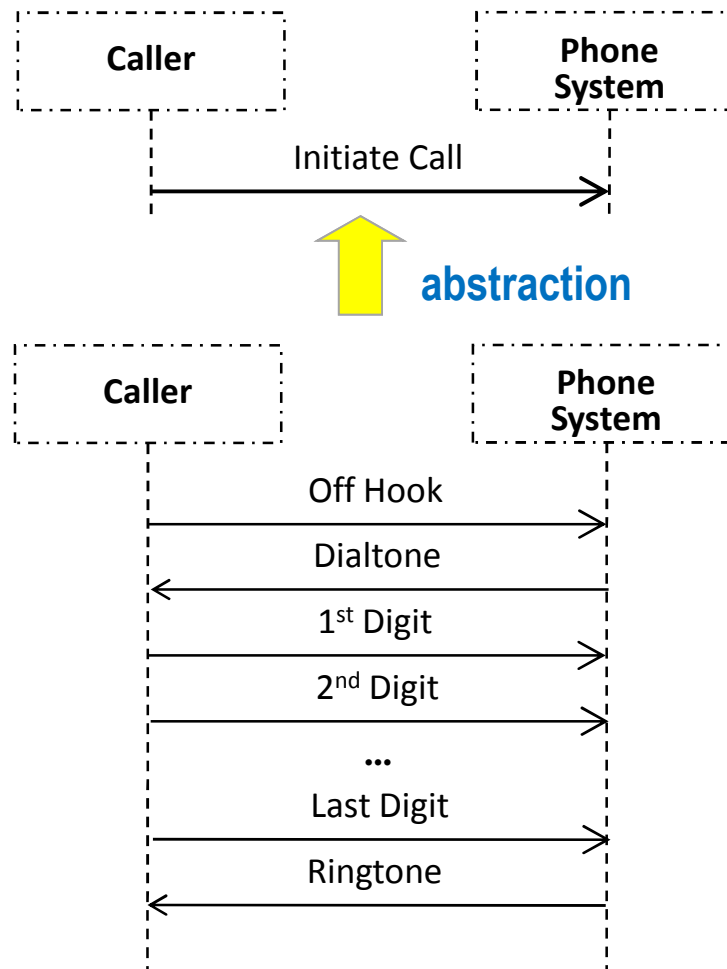 Caller
Phone
System
Initiate Call
abstraction
Caller
Phone
System
Off Hook
Dialtone
1st Digit
2nd Digit
...
Last Digit
Ringtone